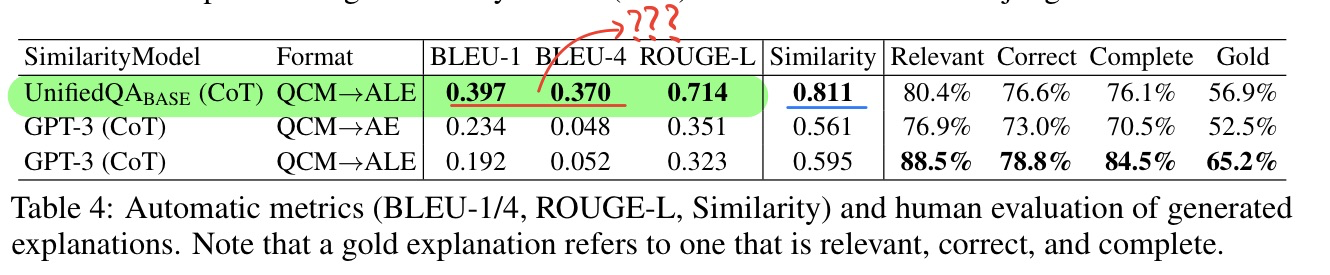 ???
SimilarityModel Format BLEU-1 BLEU-4 ROUGE-L Similarity Relevant Correct Complete Gold
UnifiedQABASE (CoT) QCM→ALE 0.397 0.370 0.714 0.811 80.4% 76.6% 76.1% 56.9%
GPT-3 (CoT) QCM→AE 0.234 0.048 0.351 0.561 76.9% 73.0% 70.5% 52.5%
GPT-3 (CoT) QCM→ALE 0.192 0.052 0.323 0.595 88.5% 78.8% 84.5% 65.2%
Table 4: Automatic metrics (BLEU-1/4, ROUGE-L, Similarity) and human evaluation of generated
explanations. Note that a gold explanation refers to one that is relevant, correct, and complete.